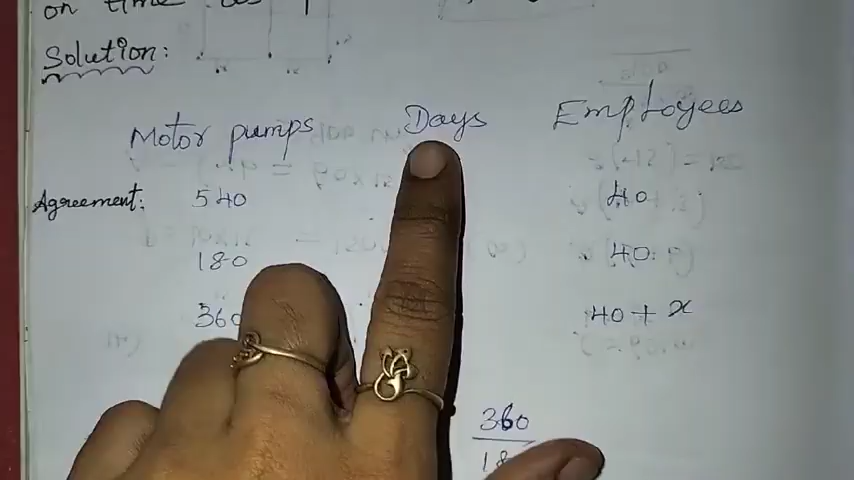 on time
Solution:
Motor pumps Days Employees
Agreement: 540 40
180 40
360 40 + x
360
18